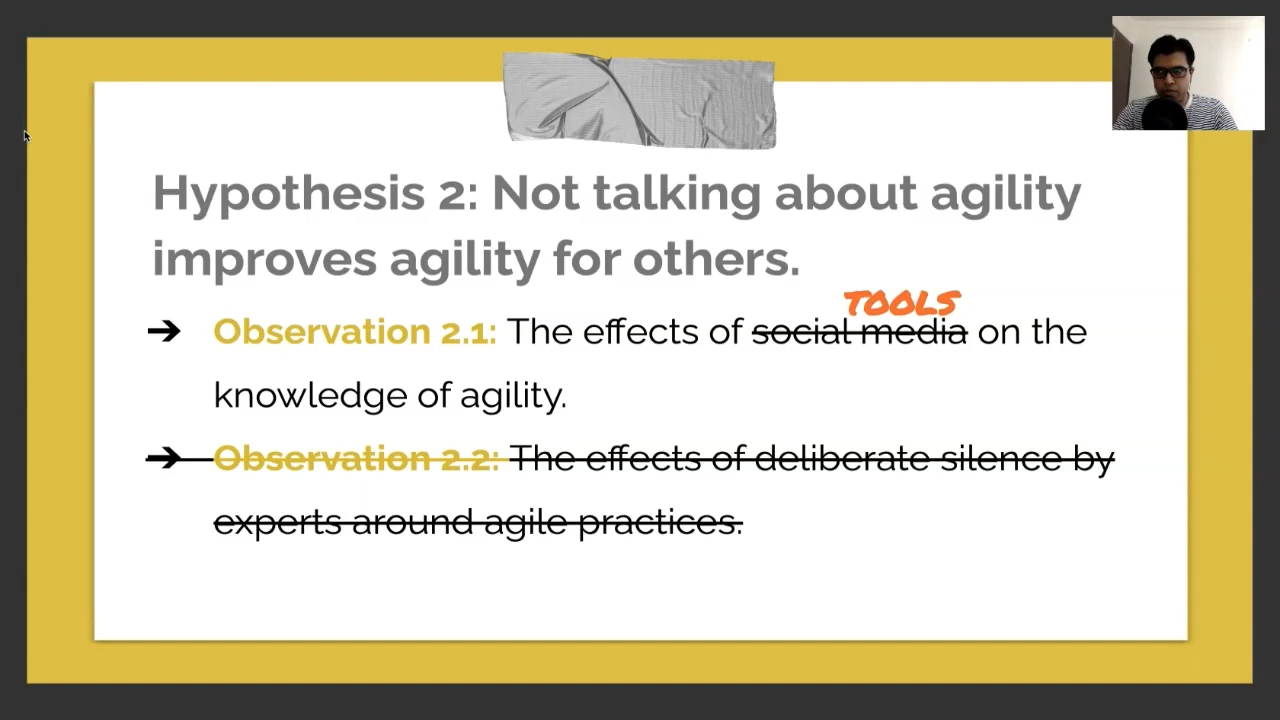 Hypothesis 2: Not talking about agility
improves agility for others.
TOOLS
➔ Observation 2.1: The effects of social media on the
knowledge of agility.
➔ Observation 2.2: The effects of deliberate silence by
experts around agile practices.